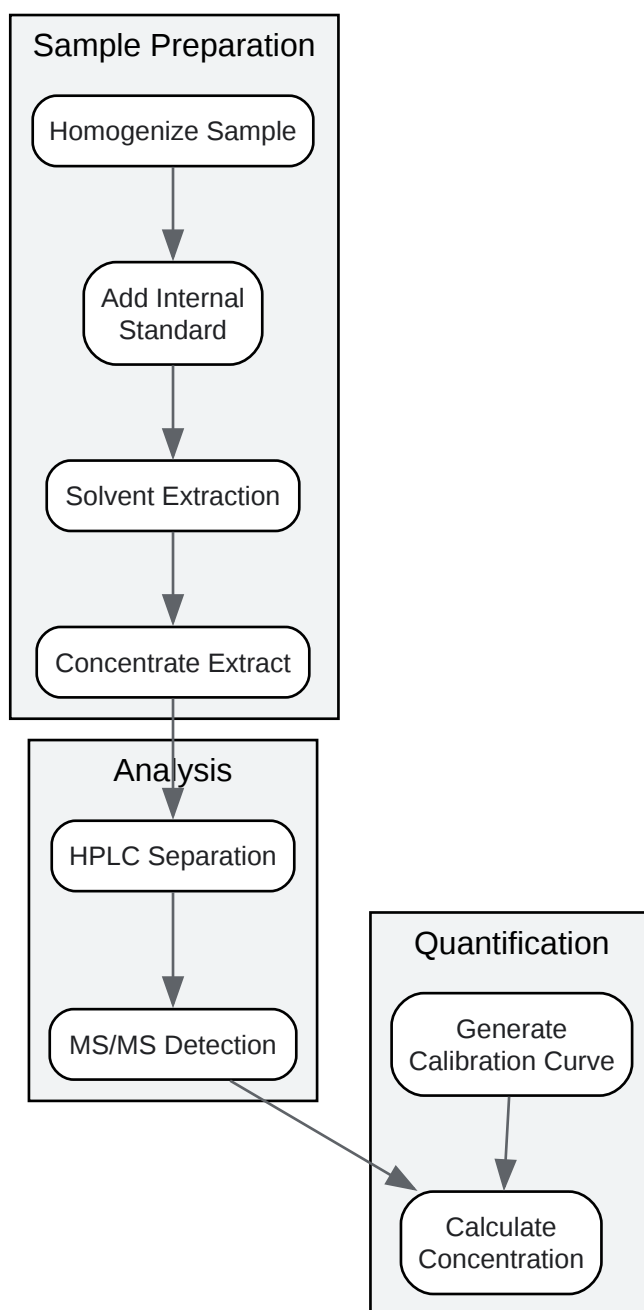 Sample Preparation
Homogenize Sample
Add Internal
Standard
Solvent Extraction
Concentrate Extract
Analysis
HPLC Separation
MS/MS Detection
Quantification
Generate
Calibration Curve
Calculate
Concentration